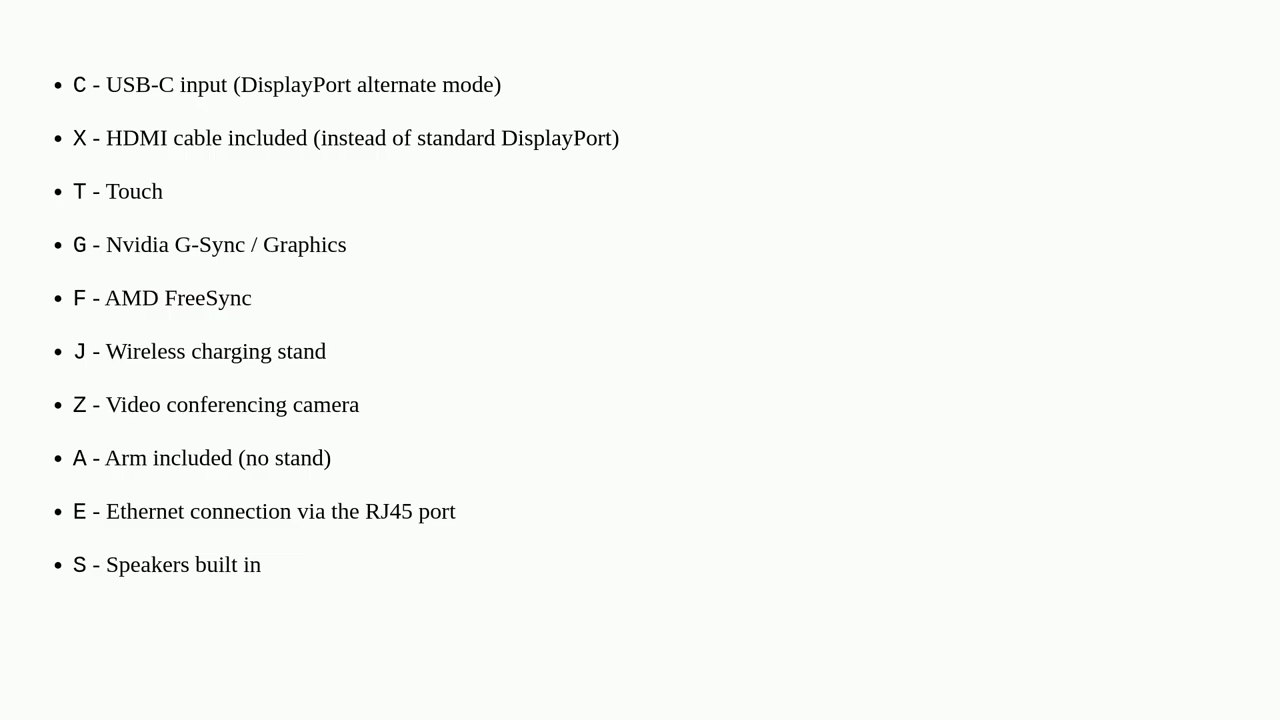 • C - USB-C input (DisplayPort alternate mode)
• X - HDMI cable included (instead of standard DisplayPort)
• T - Touch
• G - Nvidia G-Sync / Graphics
• F - AMD FreeSync
• J - Wireless charging stand
• Z - Video conferencing camera
• A - Arm included (no stand)
• E - Ethernet connection via the RJ45 port
• S - Speakers built in